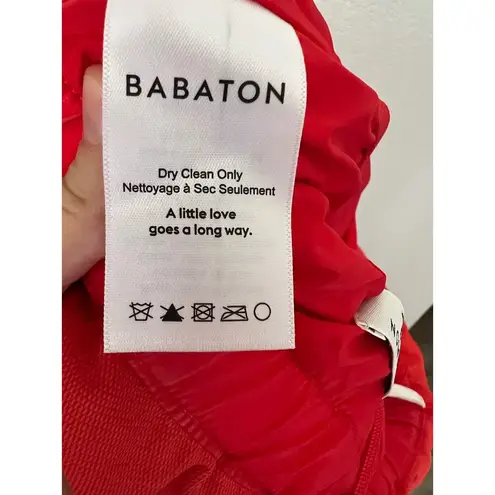 BABATON
Dry Clean Only
Nettoyage à Sec Seulement
A little love
goes a long way.